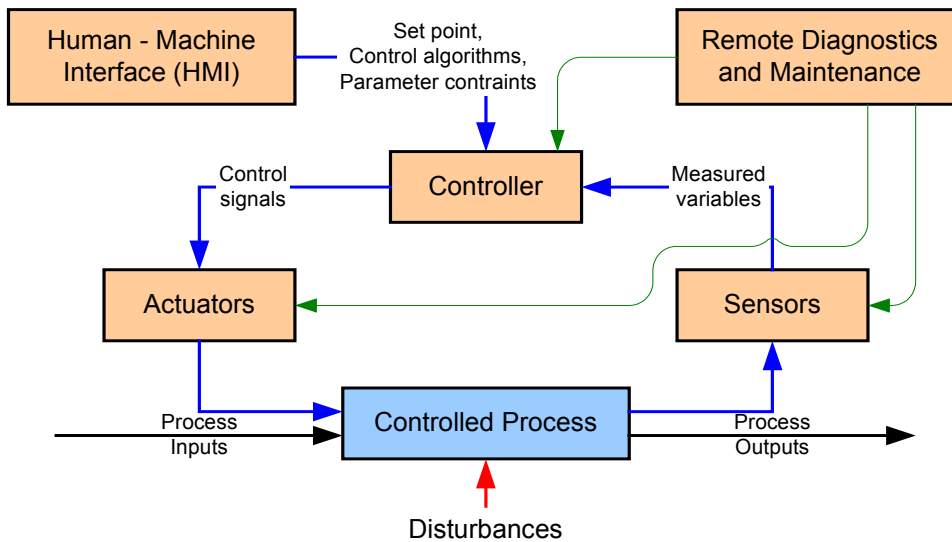 Human - Machine
Interface (HMI)
Set point,
Control algorithms,
Parameter contraints
Remote Diagnostics
and Maintenance
Control
signals
Controller
Measured
variables
Actuators
Sensors
Process
Inputs
Controlled Process
Process
Outputs
Disturbances